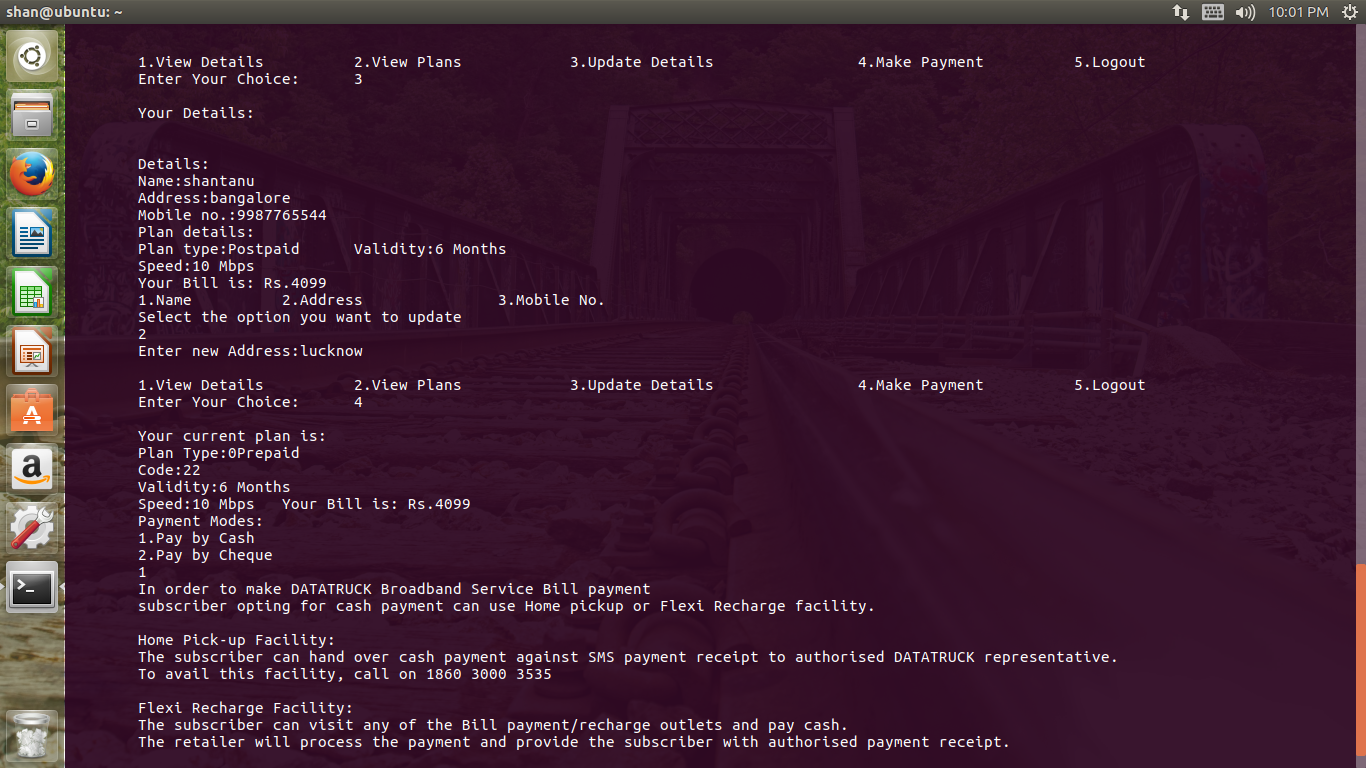 shan@ubuntu: ~
10:01 PM
1.View Details 2.View Plans 3.Update Details 4.Make Payment 5.Logout
Enter Your Choice: 3
Your Details:
Details:
Name:shantanu
Address:bangalore
Mobile no.:9987765544
Plan details:
Plan type:Postpaid Validity:6 Months
Speed:10 Mbps
Your Bill is: Rs.4099
1.Name 2.Address 3.Mobile No.
Select the option you want to update
2
Enter new Address:lucknow
1.View Details 2.View Plans 3.Update Details 4.Make Payment 5.Logout
Enter Your Choice: 4
Your current plan is:
Plan Type:0Prepaid
Code:22
Validity:6 Months
Speed:10 Mbps Your Bill is: Rs.4099
Payment Modes:
1.Pay by Cash
2.Pay by Cheque
1
In order to make DATATRUCK Broadband Service Bill payment
subscriber opting for cash payment can use Home pickup or Flexi Recharge facility.
Home Pick-up Facility:
The subscriber can hand over cash payment against SMS payment receipt to authorised DATATRUCK representative.
To avail this facility, call on 1860 3000 3535
Flexi Recharge Facility:
The subscriber can visit any of the Bill payment/recharge outlets and pay cash.
The retailer will process the payment and provide the subscriber with authorised payment receipt.